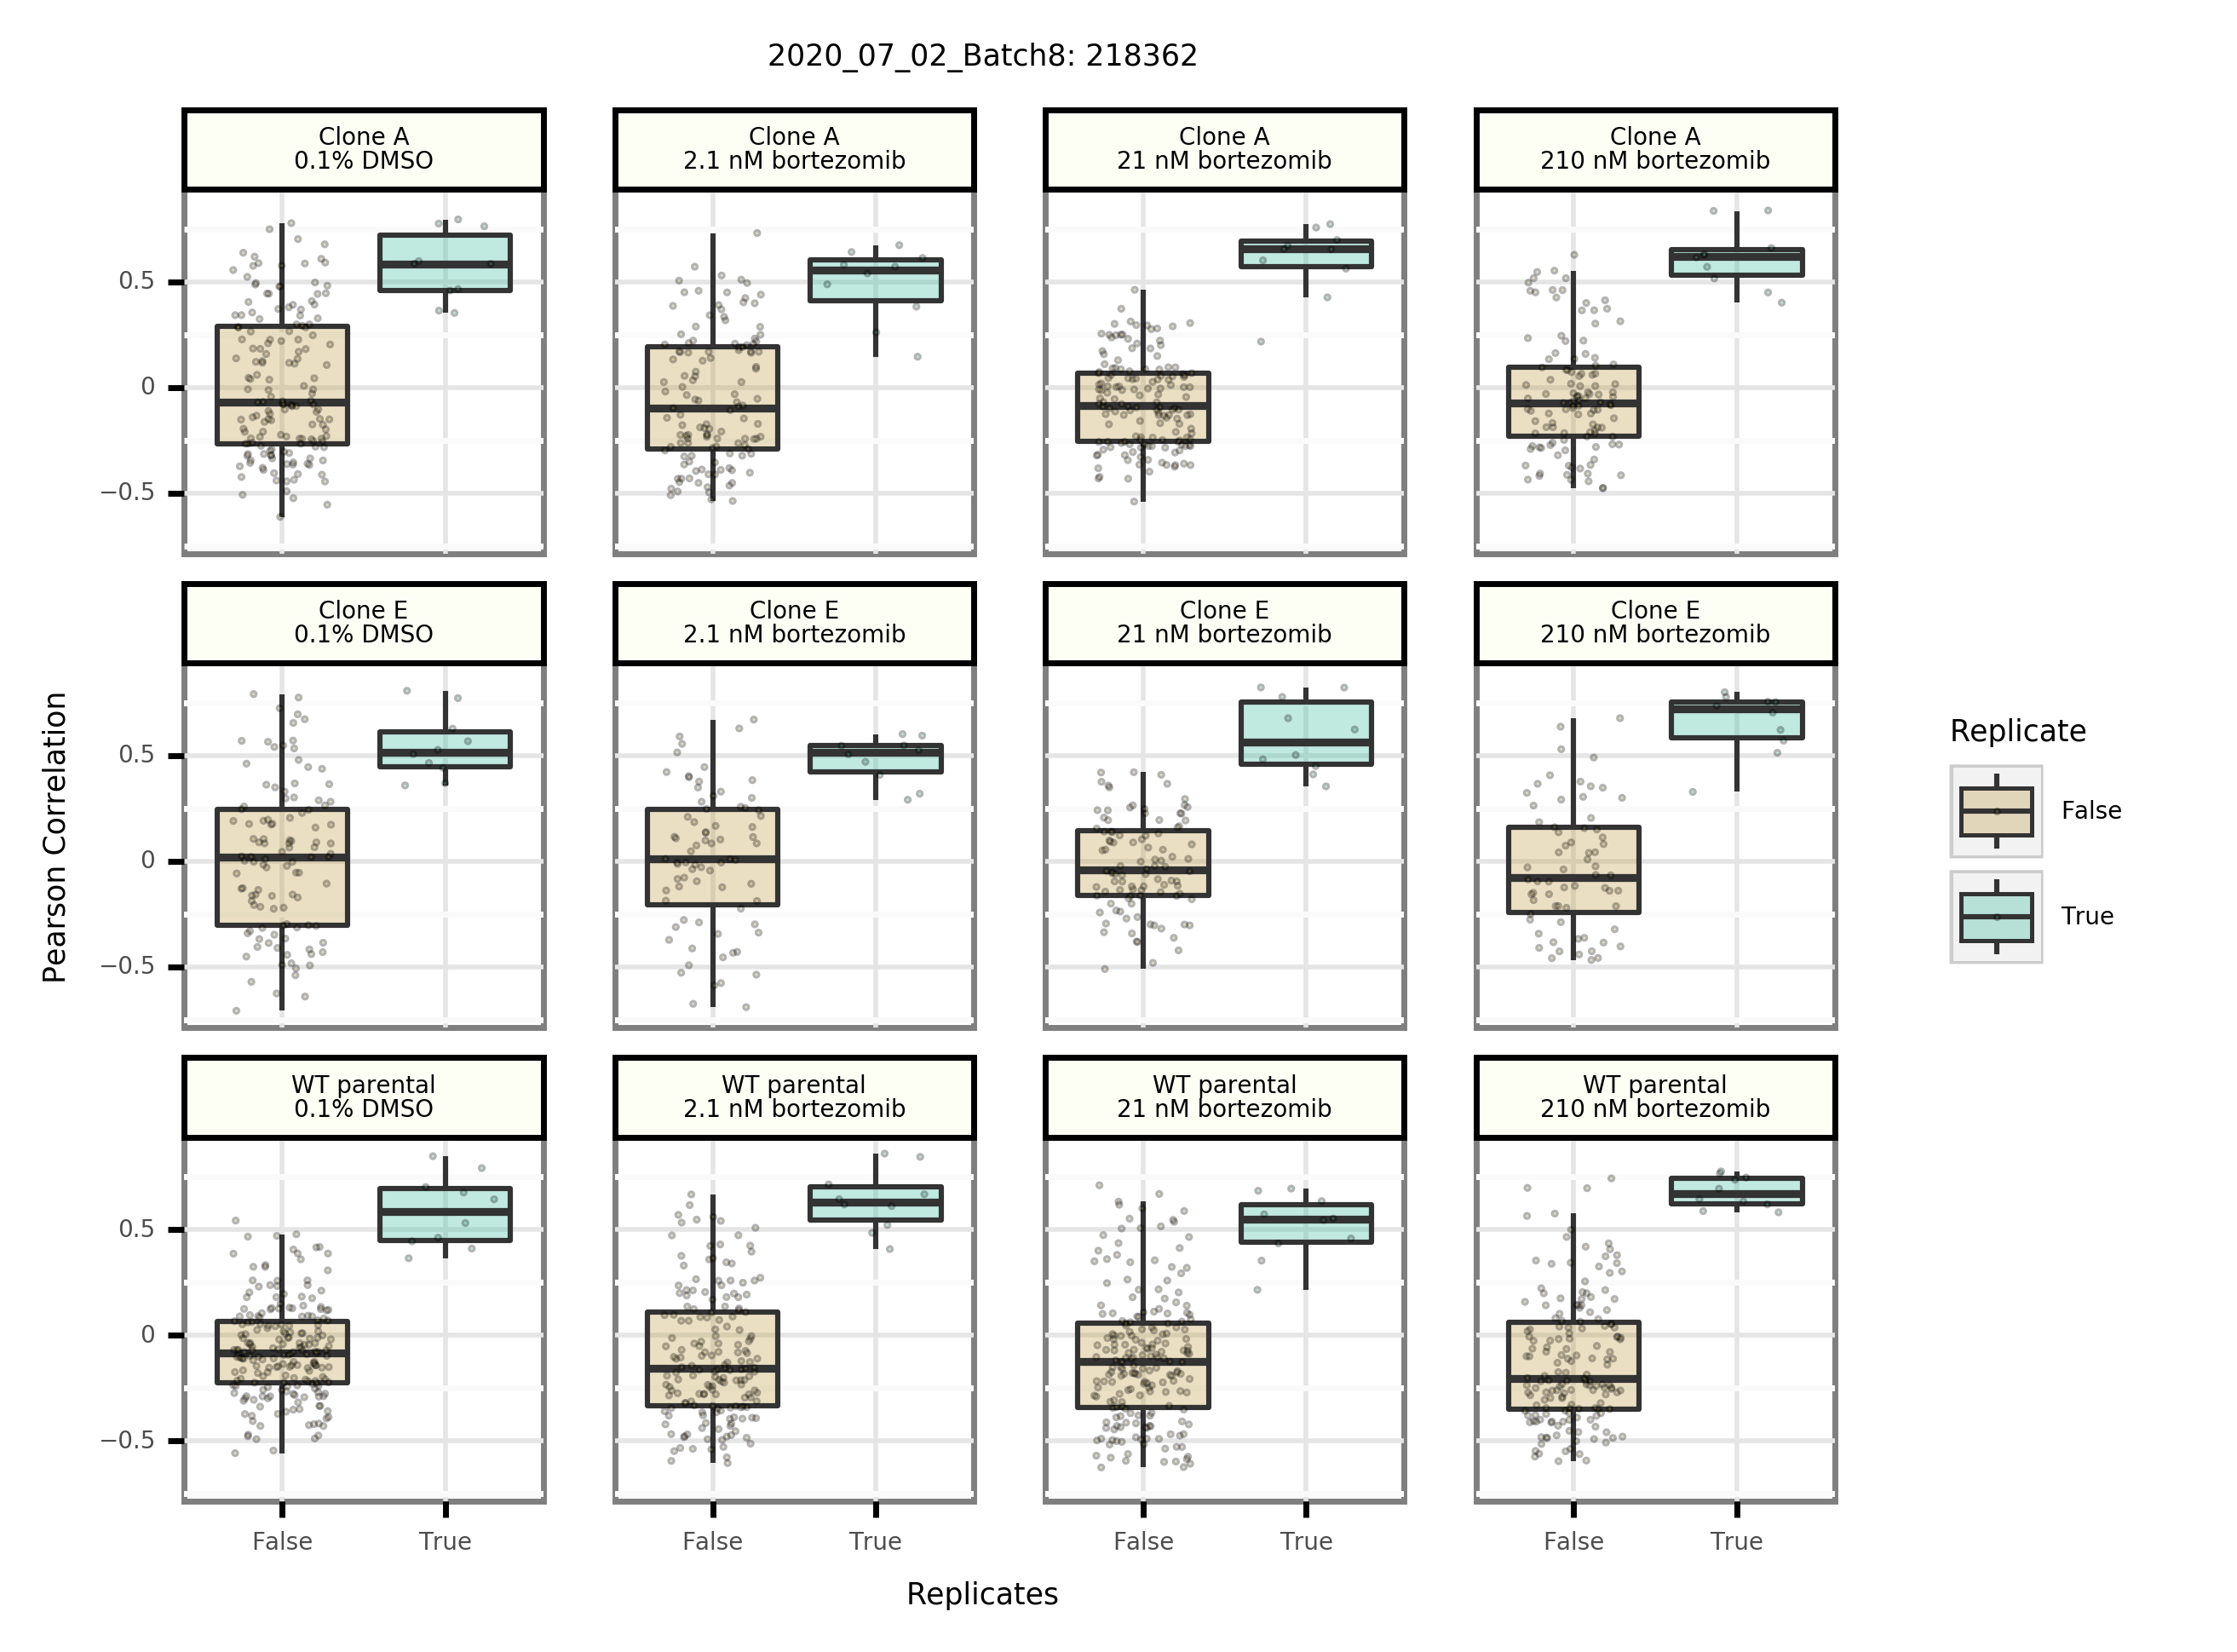 2020_07_02_Batch8: 218362
Clone A
0.1% DMSO
Clone A
2.1 nM bortezomib
Clone A
21 nM bortezomib
Clone A
210 nM bortezomib
0.5
0
−0.5
Clone E
0.1% DMSO
Clone E
2.1 nM bortezomib
Clone E
21 nM bortezomib
Clone E
210 nM bortezomib
Pearson Correlation
0.5
0
−0.5
Replicate
False
True
WT parental
0.1% DMSO
WT parental
2.1 nM bortezomib
WT parental
21 nM bortezomib
WT parental
210 nM bortezomib
0.5
0
−0.5
False
True
False
True
False
True
False
True
Replicates